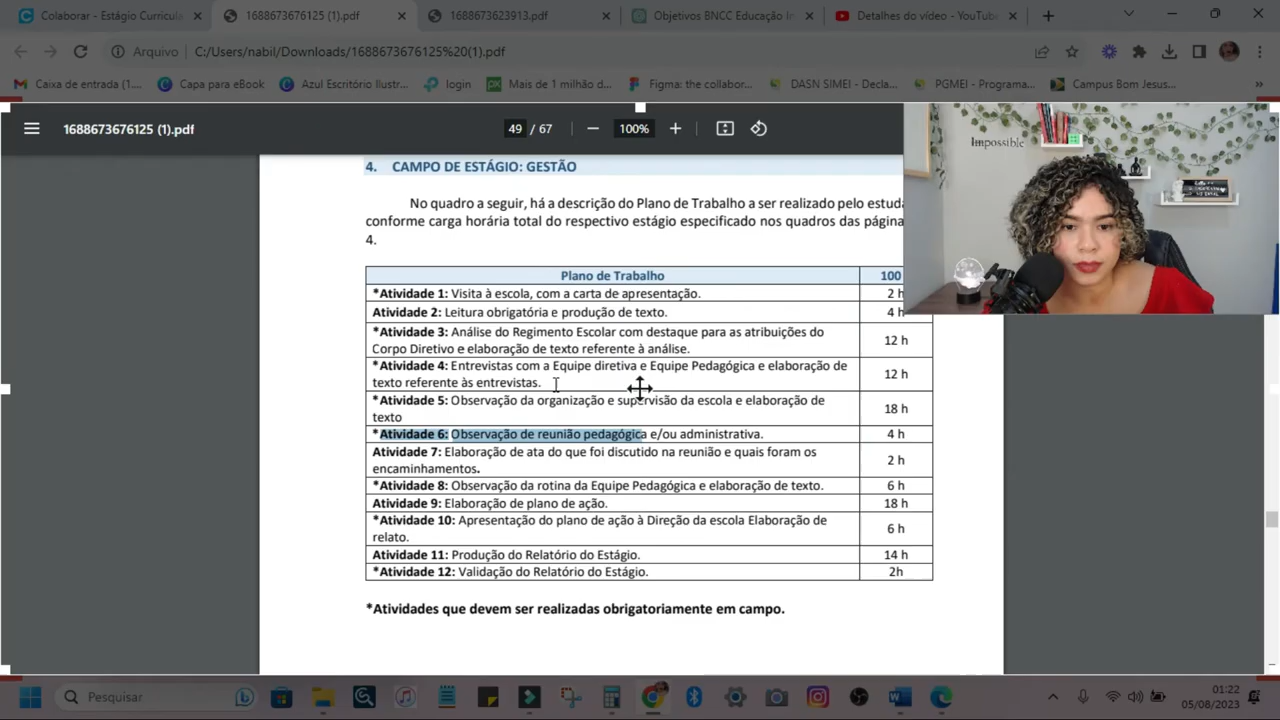 Colaborar - Estágio Curricula
1688673676125 (1).pdf
1688673623913.pdf
Objetivos BNCC Educação In
Detalhes do vídeo - YouTube
Arquivo
C:/Users/nabil/Downloads/1688673676125%20(1).pdf
Caixa de entrada (1....
Capa para eBook
Azul Escritório Ilustr...
login
Mais de 1 milhão d...
Figma: the collabor...
DASN SIMEI - Decla...
PGMEI - Programa...
Campus Bom Jesus...
1688673676125 (1).pdf
49 / 67
100%
Impossible
4. CAMPO DE ESTÁGIO: GESTÃO
No quadro a seguir, há a descrição do Plano de Trabalho a ser realizado pelo estuda
conforme carga horária total do respectivo estágio especificado nos quadros das página
4.
Plano de Trabalho 100
*Atividade 1: Visita à escola, com a carta de apresentação. 2 h
Atividade 2: Leitura obrigatória e produção de texto. 4 h
*Atividade 3: Análise do Regimento Escolar com destaque para as atribuições do
Corpo Diretivo e elaboração de texto referente à análise. 12 h
*Atividade 4: Entrevistas com a Equipe diretiva e Equipe Pedagógica e elaboração de
texto referente às entrevistas. 12 h
*Atividade 5: Observação da organização e supervisão da escola e elaboração de
texto 18 h
*Atividade 6: Observação de reunião pedagógica e/ou administrativa. 4 h
Atividade 7: Elaboração de ata do que foi discutido na reunião e quais foram os
encaminhamentos. 2 h
*Atividade 8: Observação da rotina da Equipe Pedagógica e elaboração de texto. 6 h
Atividade 9: Elaboração de plano de ação. 18 h
*Atividade 10: Apresentação do plano de ação à Direção da escola Elaboração de
relato. 6 h
Atividade 11: Produção do Relatório do Estágio. 14 h
*Atividade 12: Validação do Relatório do Estágio. 2h
*Atividades que devem ser realizadas obrigatoriamente em campo.
Pesquisar
01:22
05/08/2023